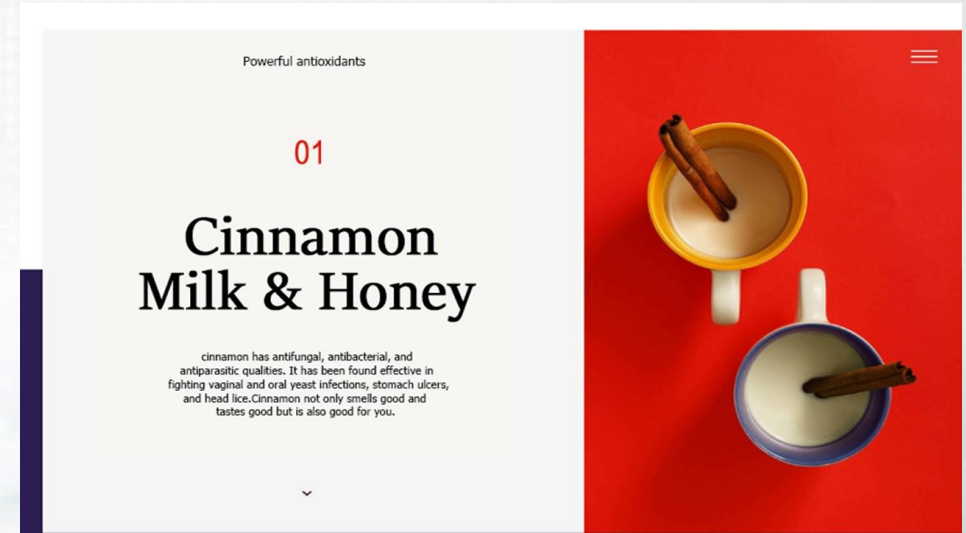 Powerful antioxidants
01
Cinnamon
Milk & Honey
cinnamon has antifungal, antibacterial, and
antiparasitic qualities. It has been found effective in
fighting vaginal and oral yeast infections, stomach ulcers,
and head lice.Cinnamon not only smells good and
tastes good but is also good for you.